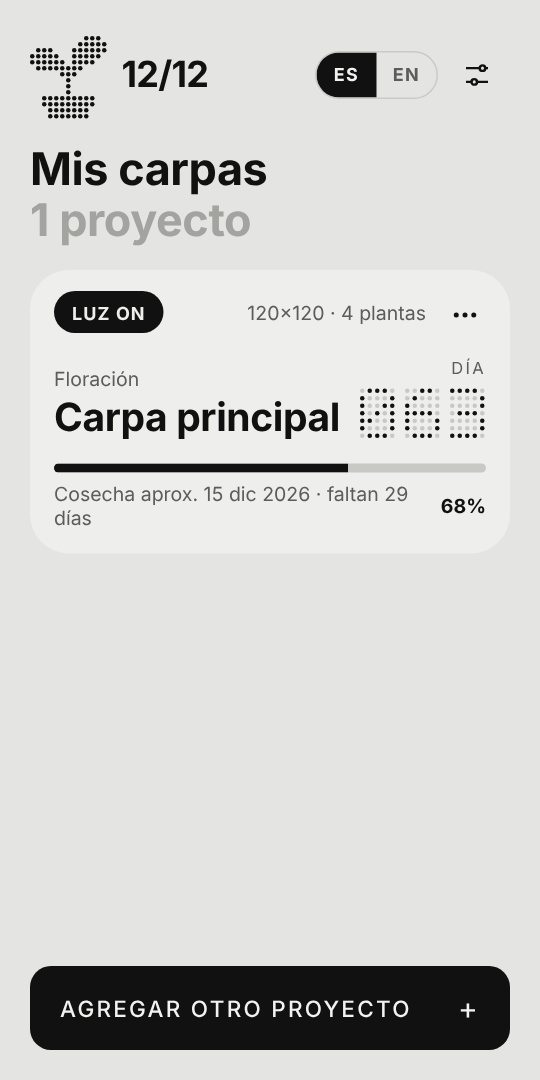 12/12
ES EN
Mis carpas
1 proyecto
LUZ ON
120×120 · 4 plantas
DÍA
Floración
Carpa principal
063
Cosecha aprox. 15 dic 2026 · faltan 29
días
68%
AGREGAR OTRO PROYECTO +